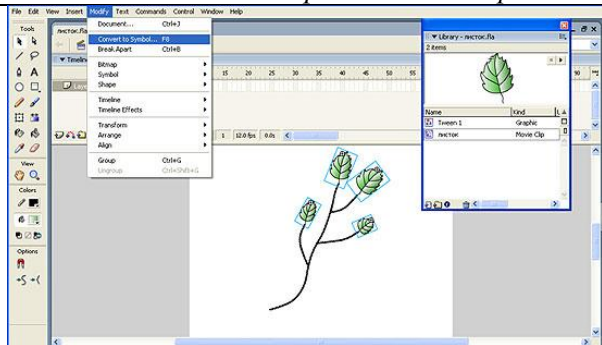 File Edit View Insert Modify Text Commands Control Window Help
Tools
View
Colors
Options
листок.fla
Timelin
Document... Ctrl+J
Convert to Symbol... F8
Break Apart Ctrl+B
Bitmap
Symbol
Shape
Timeline
Timeline Effects
Transform
Arrange
Align
Group Ctrl+G
Ungroup Ctrl+Shift+G
15 20 25 30 35 40 45 50 55
90
1 12.0 fps 0.0s
Library - листок.fla
2 items
Name Kind
Tween 1 Graphic
листок Movie Clip